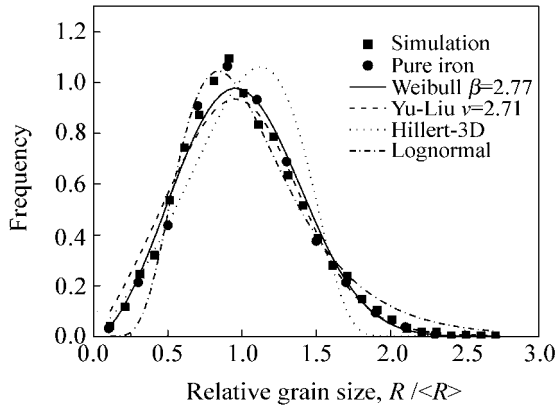 1.2
1.0
0.8
0.6
0.4
0.2
0.0
Frequency
Simulation
Pure iron
Weibull β=2.77
Yu-Liu ν=2.71
Hillert-3D
Lognormal
0.0 0.5 1.0 1.5 2.0 2.5 3.0
Relative grain size, R /<R>